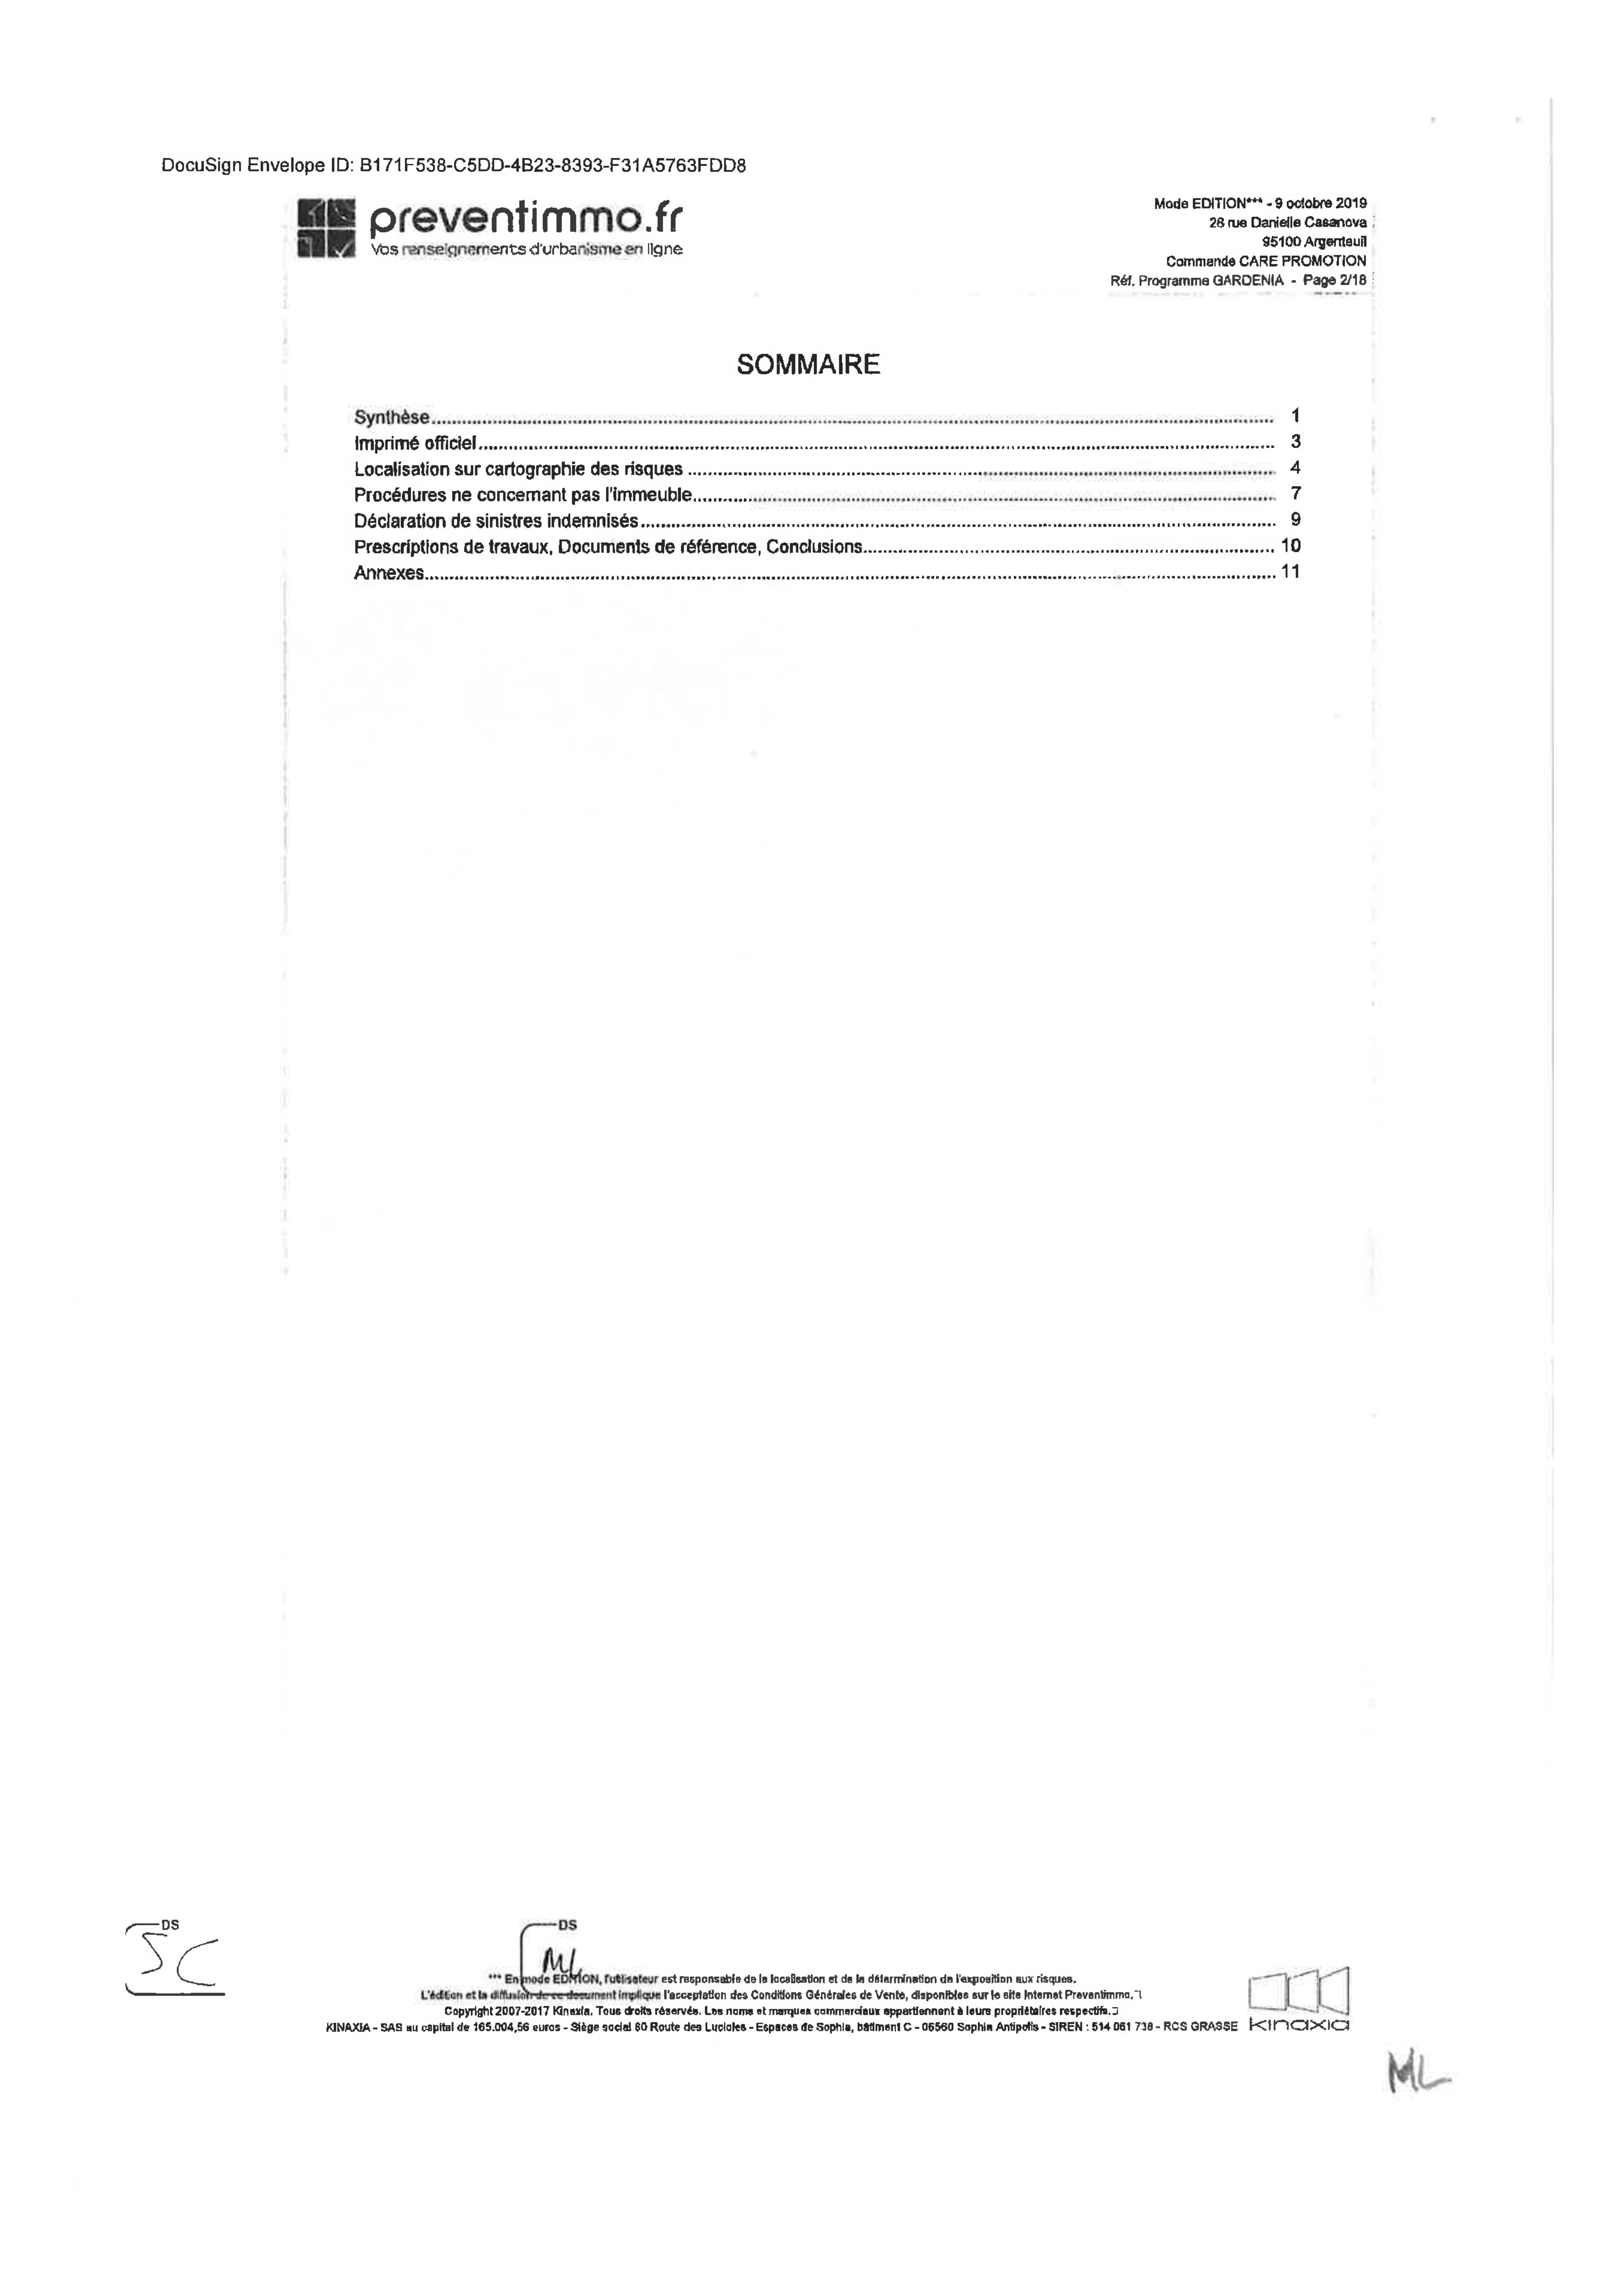 DocuSign Envelope ID: B171F538-C5DD-4B23-8393-F31A5763FDD8
preventimmo.fr
Vos renseignements d'urbanisme en ligne
Mode EDITION*** - 9 octobre 2019
28 rue Danielle Casanova
95100 Argenteuil
Commande CARE PROMOTION
Réf. Programme GARDENIA - Page 2/18
SOMMAIRE
Synthèse 1
Imprimé officiel 3
Localisation sur cartographie des risques 4
Procédures ne concernant pas l'immeuble 7
Déclaration de sinistres indemnisés 9
Prescriptions de travaux, Documents de référence, Conclusions 10
Annexes 11
DS
SC
DS
ML
*** En mode EDITION, l'utilisateur est responsable de la localisation et de la détermination de l'exposition aux risques.
L'édition et la diffusion de ce document implique l'acceptation des Conditions Générales de Vente, disponibles sur le site Internet Preventimmo.
Copyright 2007-2017 Kinaxia. Tous droits réservés. Les noms et marques commerciaux appartiennent à leurs propriétaires respectifs.
KINAXIA - SAS au capital de 165.004,56 euros - Siège social 80 Route des Lucioles - Espaces de Sophia, bâtiment C - 06560 Sophia Antipolis - SIREN : 514 061 738 - RCS GRASSE
kinaxia
ML